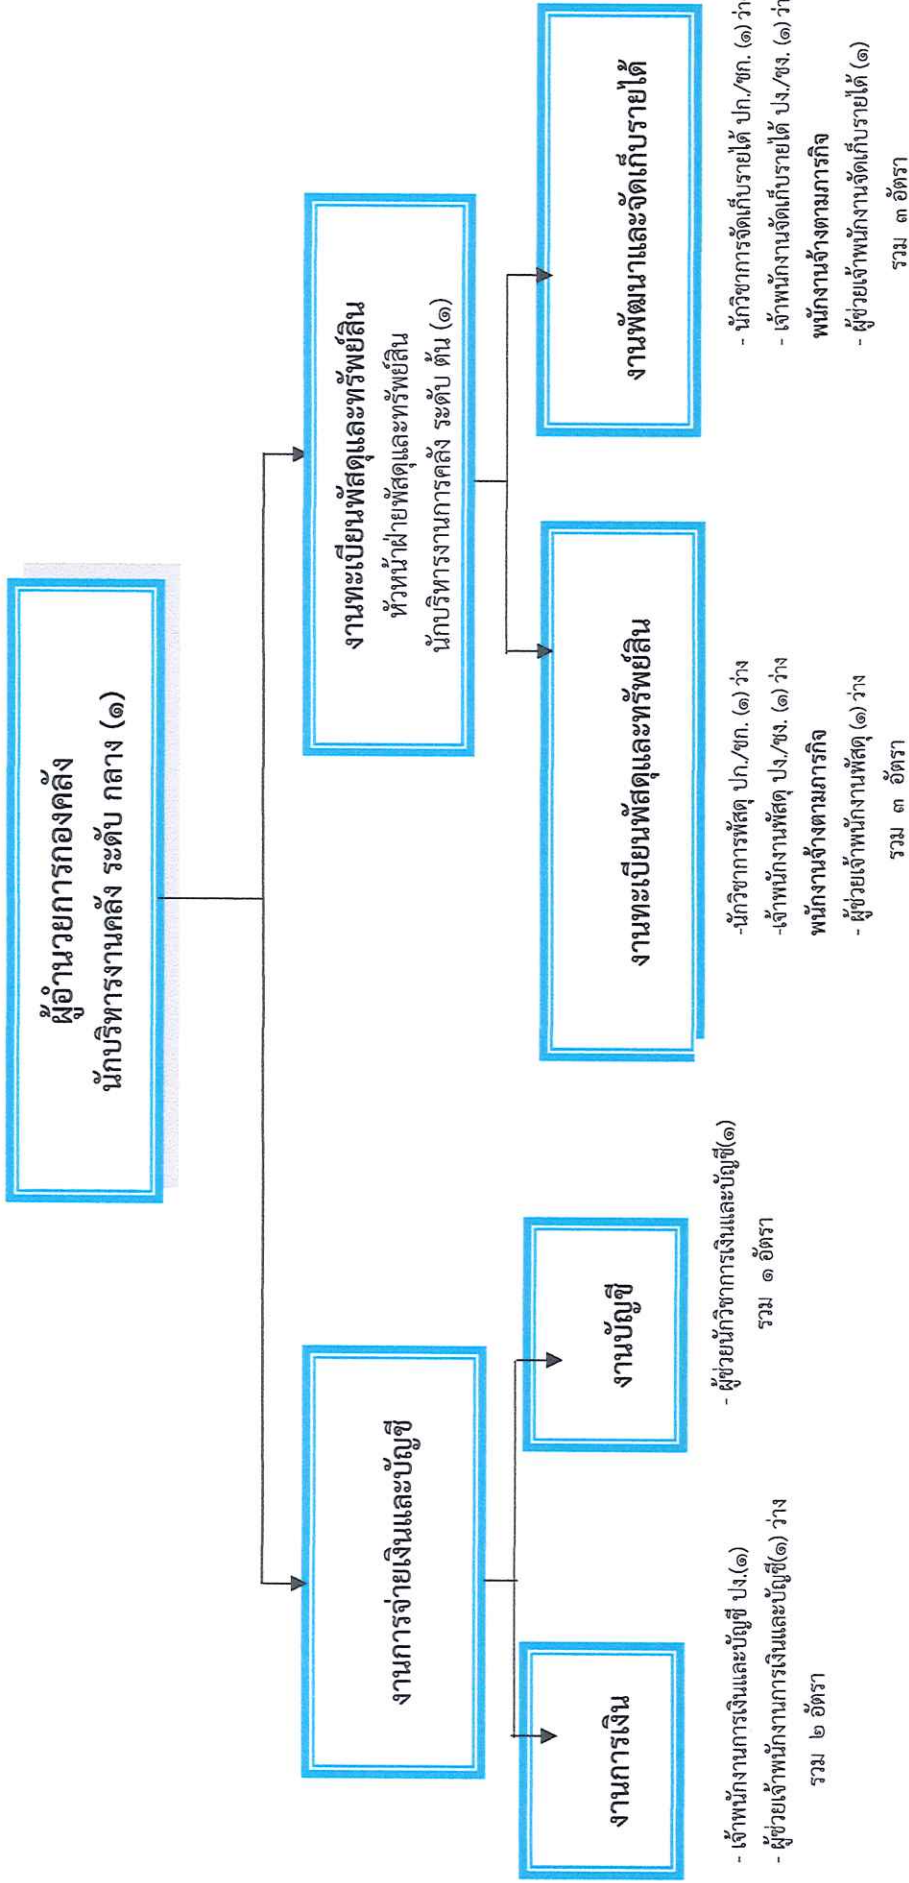 ผู้อำนวยการกองคลัง
นักบริหารงานคลัง ระดับ กลาง (๑)
งานการจ่ายเงินและบัญชี
งานทะเบียนพัสดุและทรัพย์สิน
หัวหน้าฝ่ายพัสดุและทรัพย์สิน
นักบริหารงานการคลัง ระดับ ต้น (๑)
งานการเงิน
งานบัญชี
งานทะเบียนพัสดุและทรัพย์สิน
งานพัฒนาและจัดเก็บรายได้
- เจ้าพนักงานการเงินและบัญชี ปง.(๑)
- ผู้ช่วยเจ้าพนักงานการเงินและบัญชี(๑) ว่าง
รวม ๒ อัตรา
- ผู้ช่วยนักวิชาการเงินและบัญชี(๑)
รวม ๑ อัตรา
-นักวิชาการพัสดุ ปก./ชก. (๑) ว่าง
-เจ้าพนักงานพัสดุ ปง./ชง. (๑) ว่าง
พนักงานจ้างตามภารกิจ
- ผู้ช่วยเจ้าพนักงานพัสดุ (๑) ว่าง
รวม ๓ อัตรา
- นักวิชาการจัดเก็บรายได้ ปก./ชก. (๑) ว่า
- เจ้าพนักงานจัดเก็บรายได้ ปง./ชง. (๑) ว่า
พนักงานจ้างตามภารกิจ
- ผู้ช่วยเจ้าพนักงานจัดเก็บรายได้ (๑)
รวม ๓ อัตรา